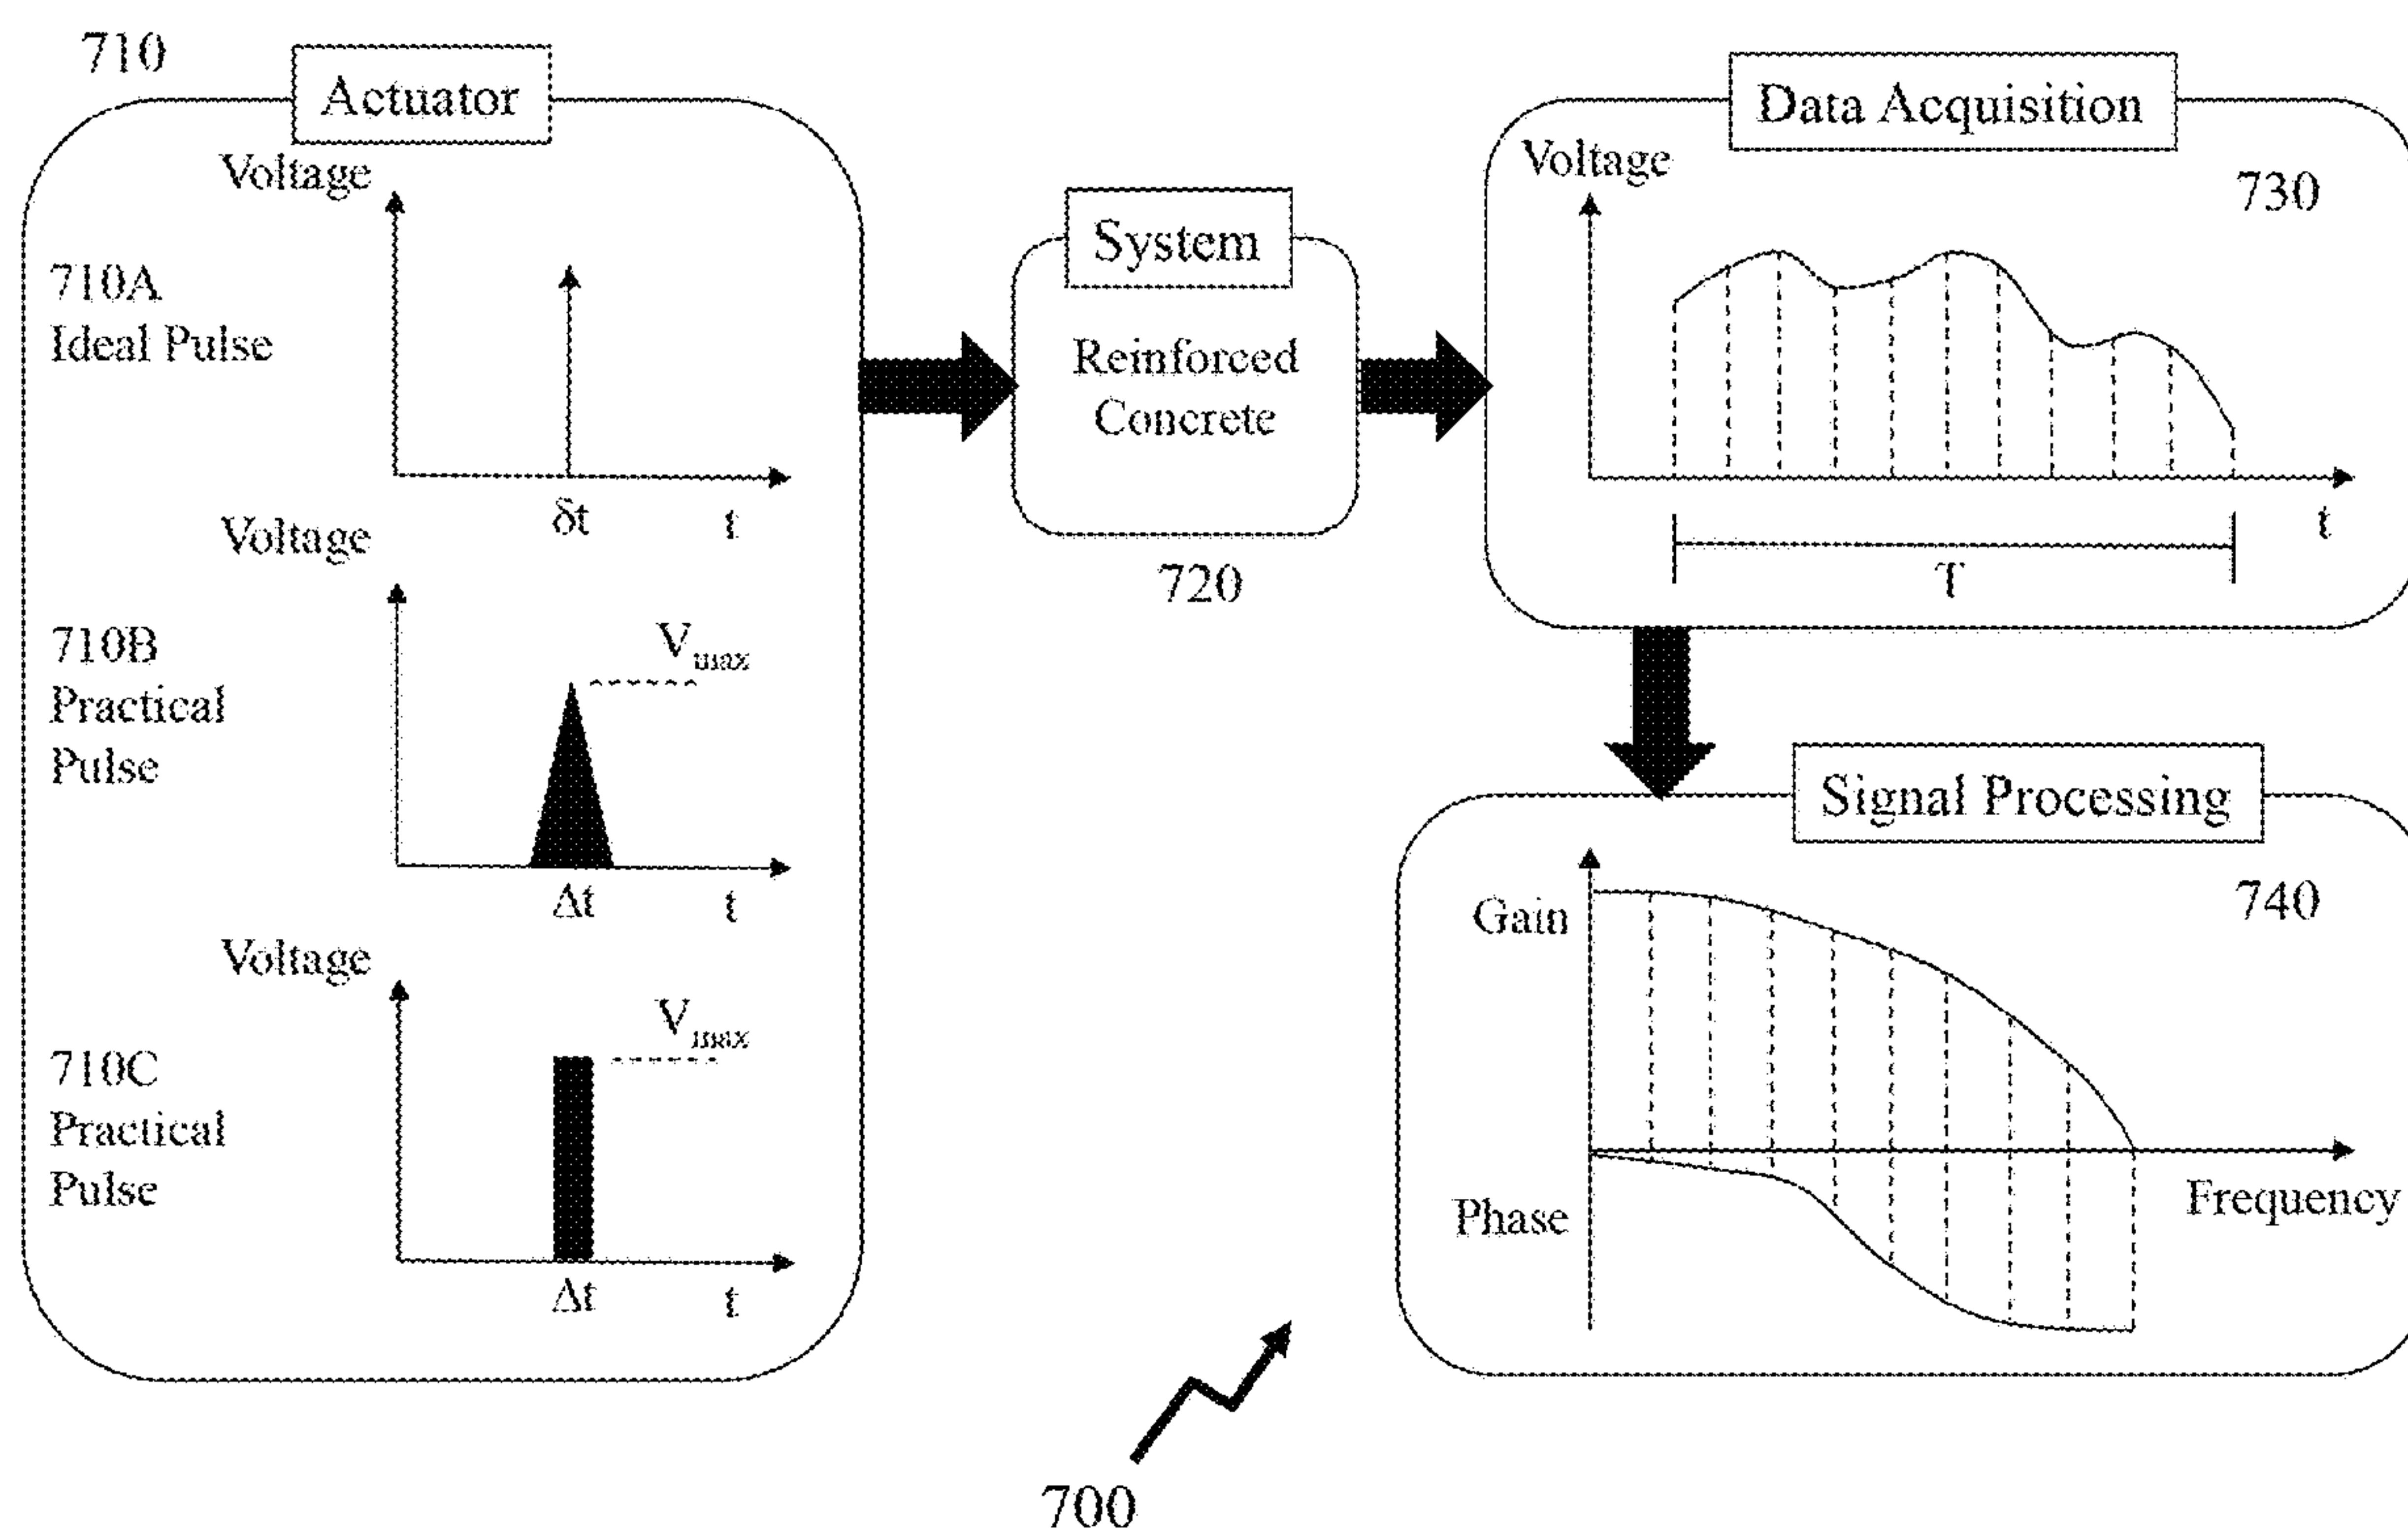 710
Actuator
Voltage
710A
Ideal Pulse
δt
t
Voltage
710B
Practical
Pulse
Vmax
Δt
t
Voltage
710C
Practical
Pulse
Vmax
Δt
t
System
Reinforced
Concrete
720
Data Acquisition
Voltage
730
t
T
Signal Processing
740
Gain
Phase
Frequency
700